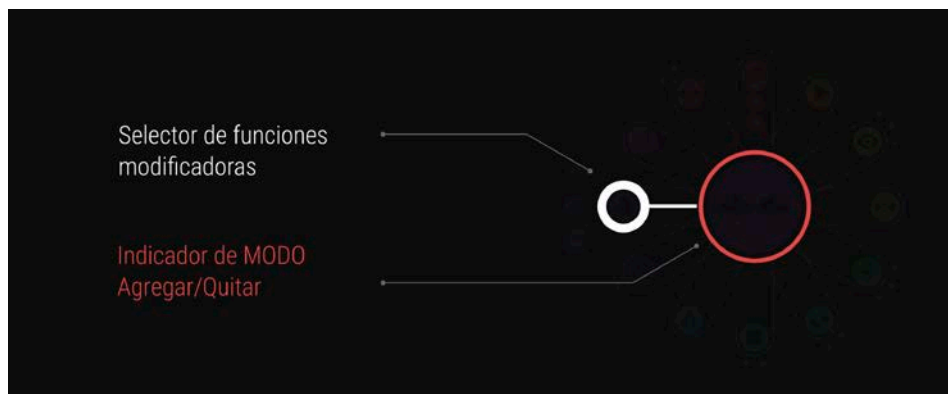 Selector de funciones
modificadoras
Indicador de MODO
Agregar/Quitar